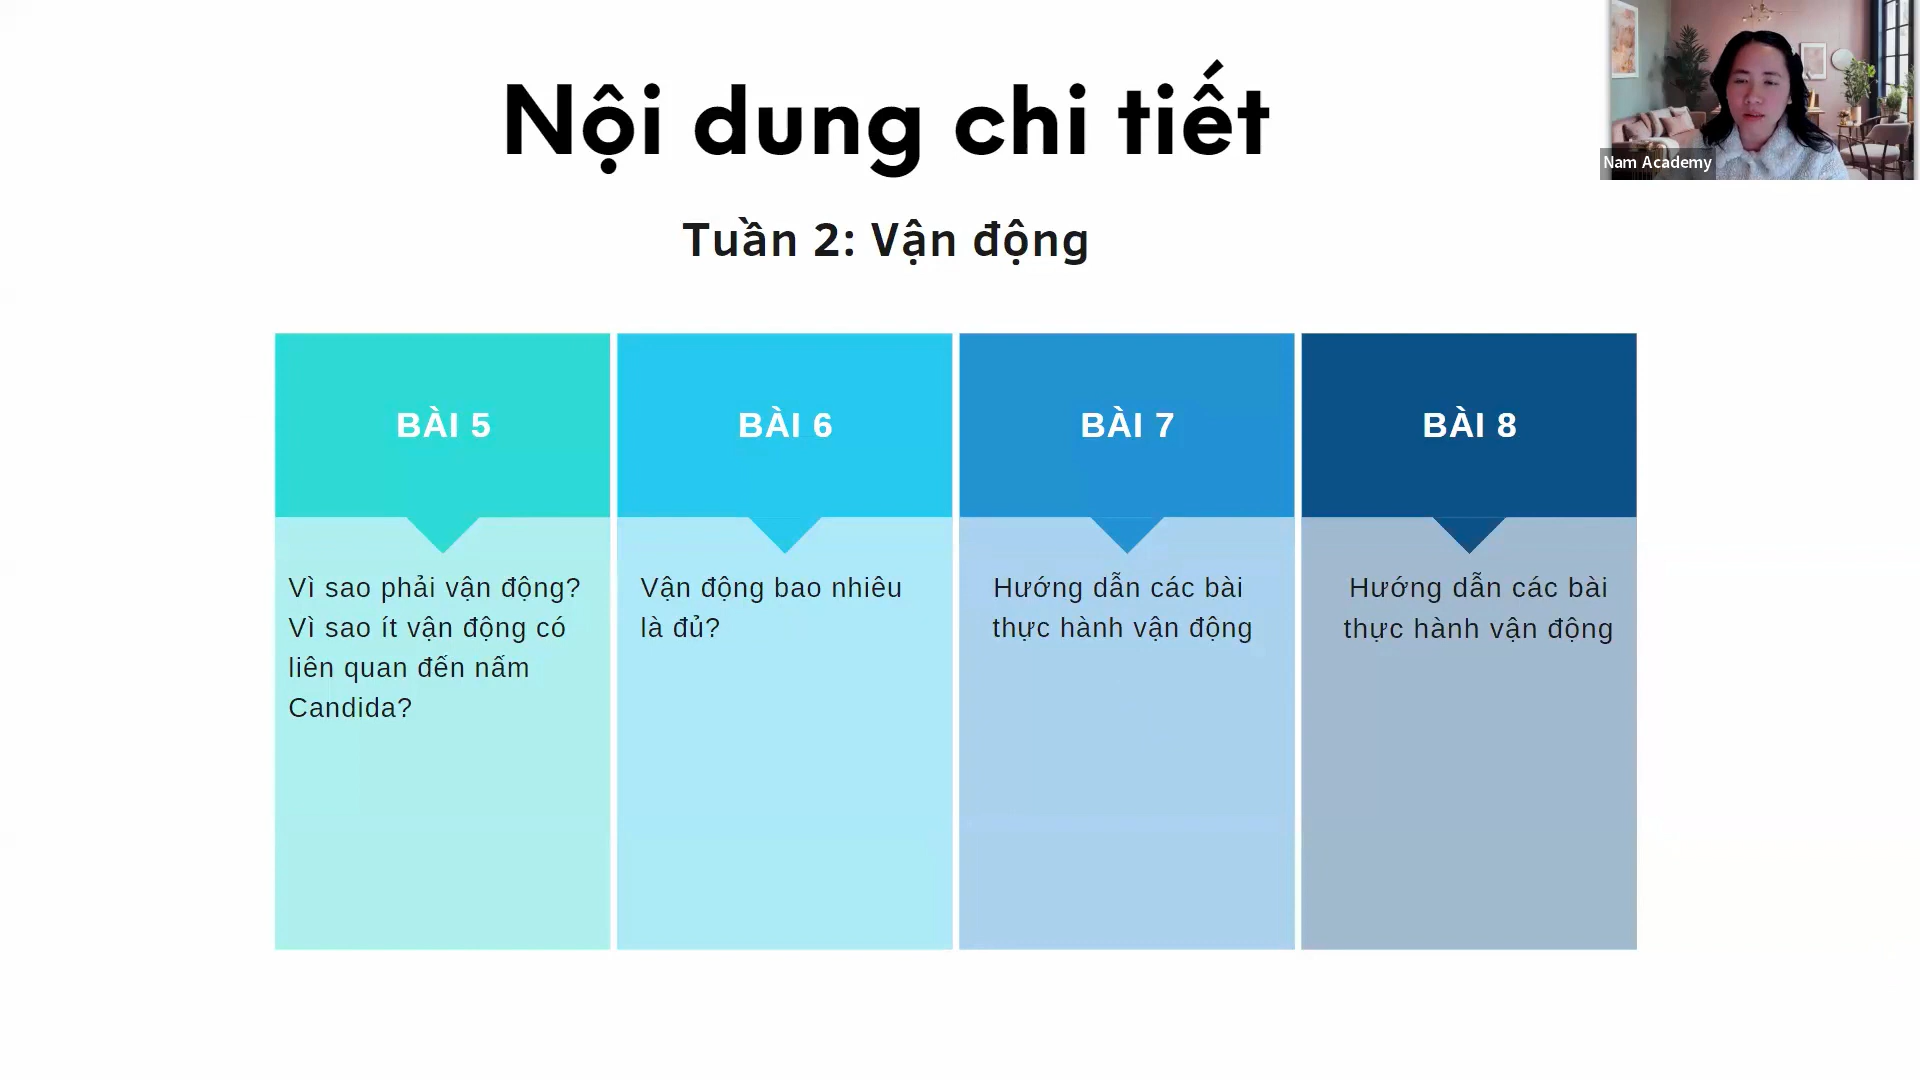 Nội dung chi tiết
Nam Academy
Tuần 2: Vận động
BÀI 5
Vì sao phải vận động?
Vì sao ít vận động có
liên quan đến nấm
Candida?
BÀI 6
Vận động bao nhiêu
là đủ?
BÀI 7
Hướng dẫn các bài
thực hành vận động
BÀI 8
Hướng dẫn các bài
thực hành vận động